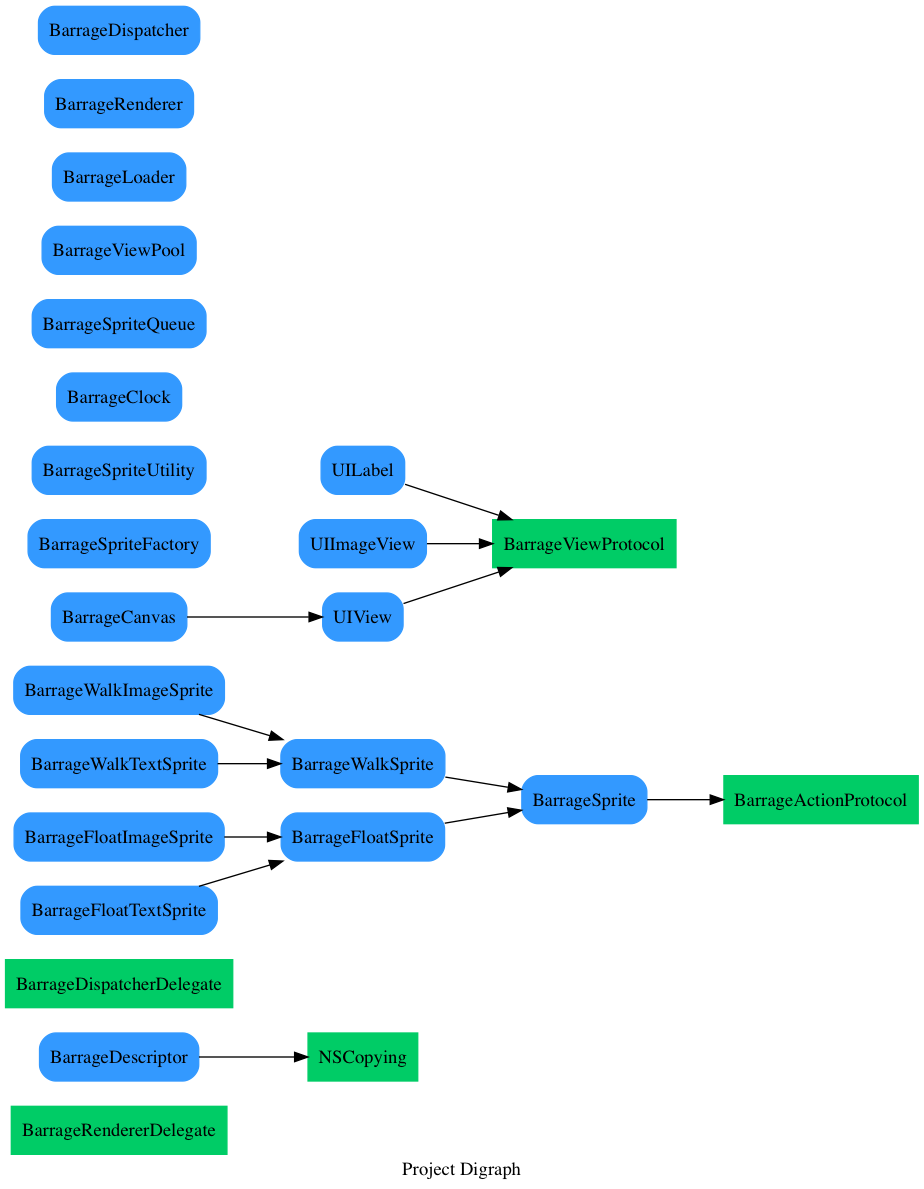 BarrageDispatcher
BarrageRenderer
BarrageLoader
BarrageViewPool
BarrageSpriteQueue
BarrageClock
BarrageSpriteUtility
UILabel
BarrageSpriteFactory
UIImageView
BarrageViewProtocol
BarrageCanvas
UIView
BarrageWalkImageSprite
BarrageWalkTextSprite
BarrageWalkSprite
BarrageSprite
BarrageActionProtocol
BarrageFloatImageSprite
BarrageFloatSprite
BarrageFloatTextSprite
BarrageDispatcherDelegate
BarrageDescriptor
NSCopying
BarrageRendererDelegate
Project Digraph